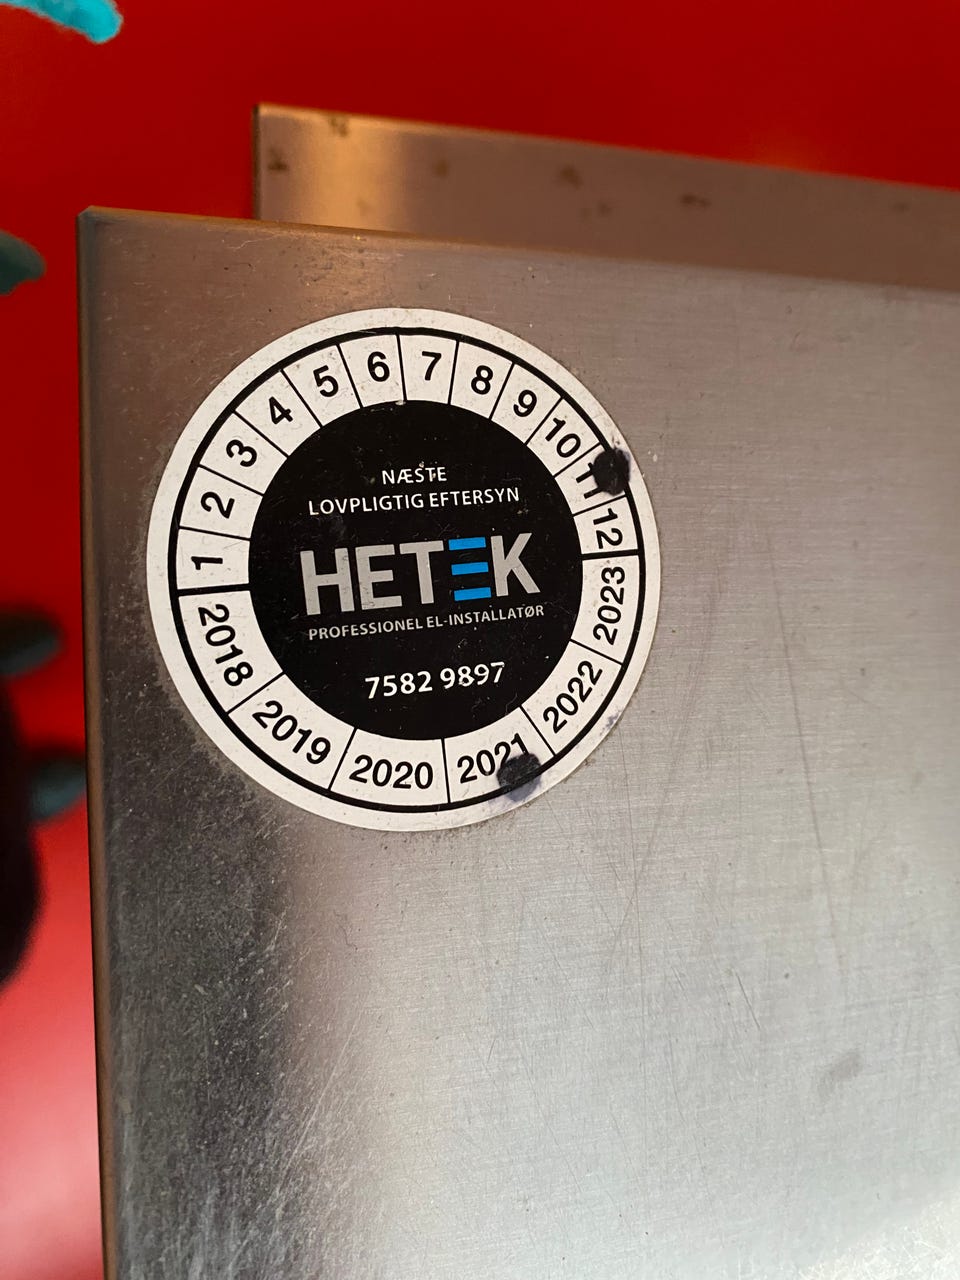 1 2 3 4 5 6 7 8 9 10 11 12
2018 2019 2020 2021 2022 2023
NÆSTE
LOVPLIGTIG EFTERSYN
HETEK
PROFESSIONEL EL-INSTALLATØR
7582 9897